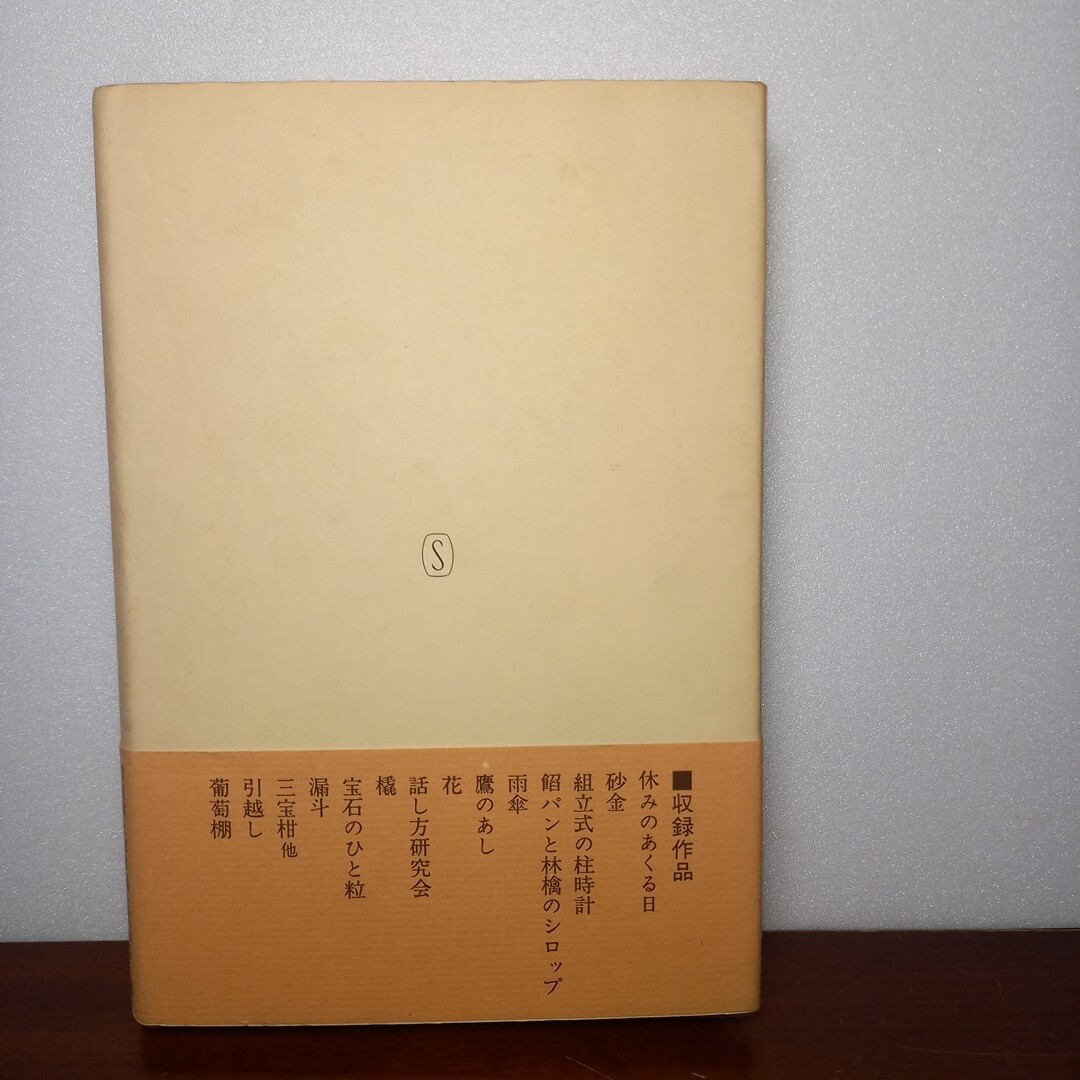 ■収録作品
休みのあくる日
砂金
組立式の柱時計
餡パンと林檎のシロップ
雨傘
鷹のあし
花
話し方研究会
橇
宝石のひと粒
漏斗
三宝柑他
引越し
葡萄棚
S